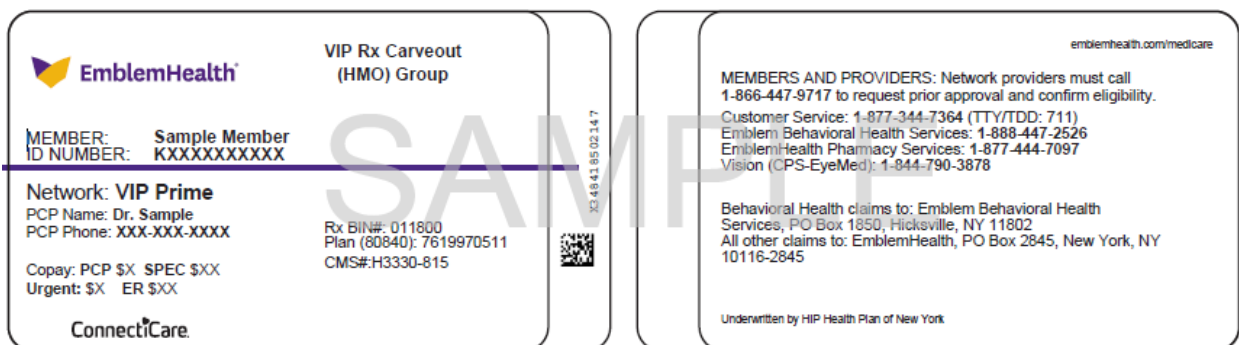 EmblemHealth
VIP Rx Carveout
(HMO) Group
MEMBER: Sample Member
ID NUMBER: KXXXXXXXXXX
Network: VIP Prime
PCP Name: Dr. Sample
PCP Phone: XXX-XXX-XXXX
Rx BIN#: 011800
Plan (80840): 7619970511
CMS#:H3330-815
Copay: PCP $X SPEC $XX
Urgent: $X ER $XX
ConnectiCare.
X348418502147
SAMPLE
emblemhealth.com/medicare
MEMBERS AND PROVIDERS: Network providers must call
1-866-447-9717 to request prior approval and confirm eligibility.
Customer Service: 1-877-344-7364 (TTY/TDD: 711)
Emblem Behavioral Health Services: 1-888-447-2526
EmblemHealth Pharmacy Services: 1-877-444-7097
Vision (CPS-EyeMed): 1-844-790-3878
Behavioral Health claims to: Emblem Behavioral Health
Services, PO Box 1850, Hicksville, NY 11802
All other claims to: EmblemHealth, PO Box 2845, New York, NY
10116-2845
Underwritten by HIP Health Plan of New York